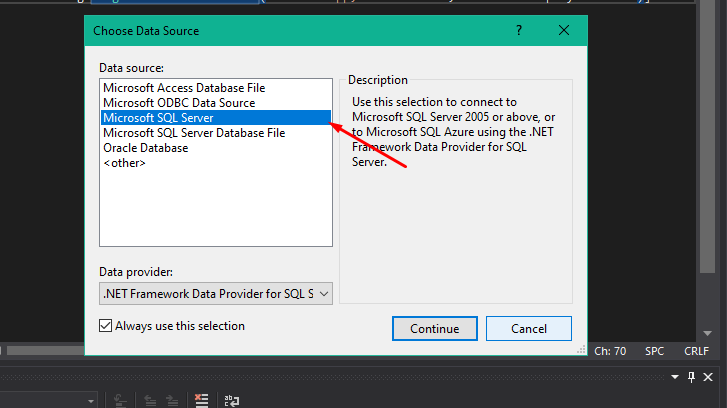 Choose Data Source
?
Data source:
Microsoft Access Database File
Microsoft ODBC Data Source
Microsoft SQL Server
Microsoft SQL Server Database File
Oracle Database
<other>
Description
Use this selection to connect to
Microsoft SQL Server 2005 or above, or
to Microsoft SQL Azure using the .NET
Framework Data Provider for SQL
Server.
Data provider:
.NET Framework Data Provider for SQL S
Always use this selection
Continue
Cancel
Ch: 70
SPC
CRLF